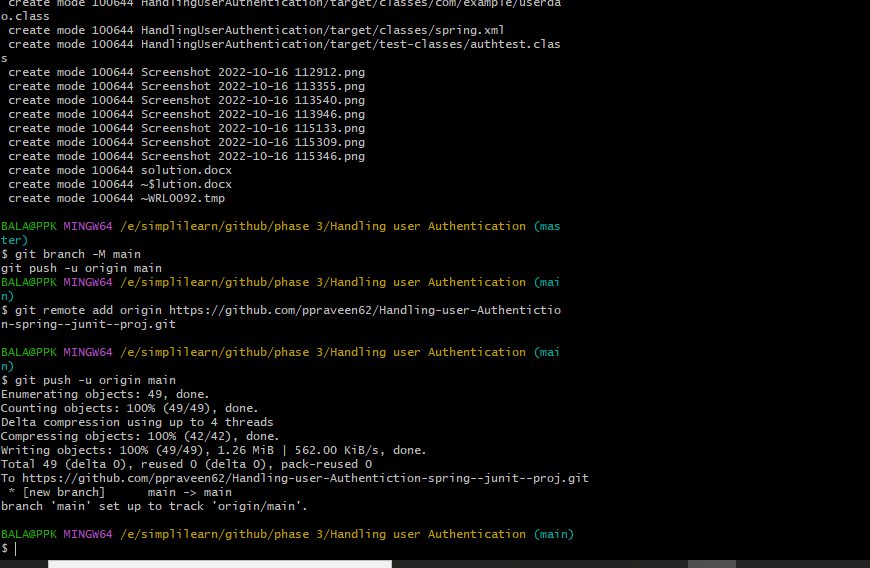 create mode 100644 HandlingUserAuthentication/target/classes/com/example/userda
o.class
create mode 100644 HandlingUserAuthentication/target/classes/spring.xml
create mode 100644 HandlingUserAuthentication/target/test-classes/authtest.clas
s
create mode 100644 Screenshot 2022-10-16 112912.png
create mode 100644 Screenshot 2022-10-16 113355.png
create mode 100644 Screenshot 2022-10-16 113540.png
create mode 100644 Screenshot 2022-10-16 113946.png
create mode 100644 Screenshot 2022-10-16 115133.png
create mode 100644 Screenshot 2022-10-16 115309.png
create mode 100644 Screenshot 2022-10-16 115346.png
create mode 100644 solution.docx
create mode 100644 ~$lution.docx
create mode 100644 ~WRL0092.tmp
BALA@PPK MINGW64 /e/simplilearn/github/phase 3/Handling user Authentication (mas
ter)
$ git branch -M main
git push -u origin main
BALA@PPK MINGW64 /e/simplilearn/github/phase 3/Handling user Authentication (mai
n)
$ git remote add origin https://github.com/ppraveen62/Handling-user-Authentictio
n-spring--junit--proj.git
BALA@PPK MINGW64 /e/simplilearn/github/phase 3/Handling user Authentication (mai
n)
$ git push -u origin main
Enumerating objects: 49, done.
Counting objects: 100% (49/49), done.
Delta compression using up to 4 threads
Compressing objects: 100% (42/42), done.
Writing objects: 100% (49/49), 1.26 MiB | 562.00 KiB/s, done.
Total 49 (delta 0), reused 0 (delta 0), pack-reused 0
To https://github.com/ppraveen62/Handling-user-Authentiction-spring--junit--proj.git
* [new branch]      main -> main
branch 'main' set up to track 'origin/main'.
BALA@PPK MINGW64 /e/simplilearn/github/phase 3/Handling user Authentication (main)
$